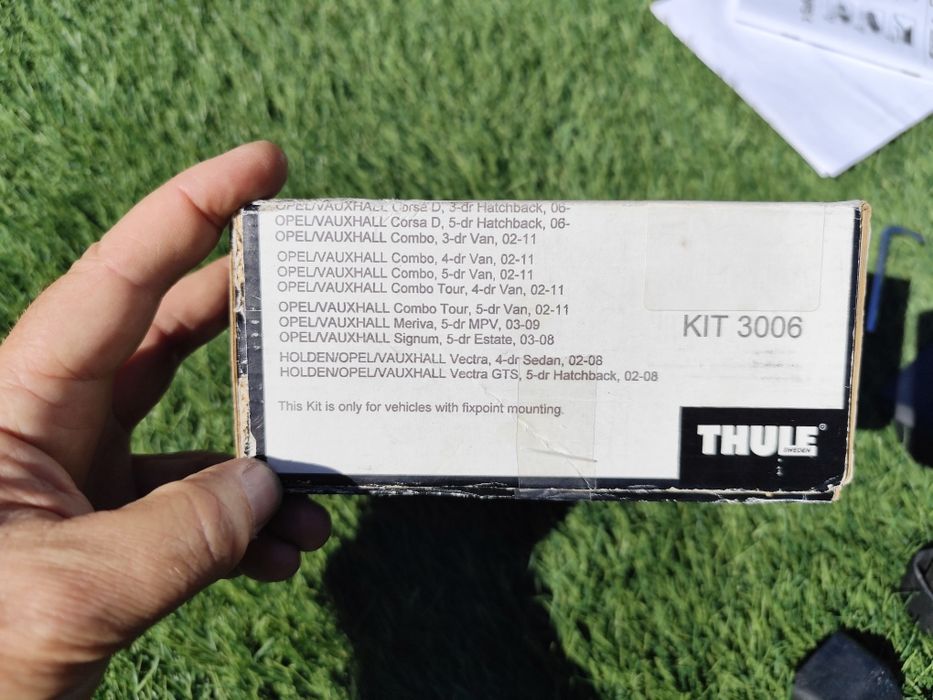 OPEL/VAUXHALL Corsa D, 3-dr Hatchback, 06-
OPEL/VAUXHALL Corsa D, 5-dr Hatchback, 06-
OPEL/VAUXHALL Combo, 3-dr Van, 02-11
OPEL/VAUXHALL Combo, 4-dr Van, 02-11
OPEL/VAUXHALL Combo, 5-dr Van, 02-11
OPEL/VAUXHALL Combo Tour, 4-dr Van, 02-11
OPEL/VAUXHALL Combo Tour, 5-dr Van, 02-11
OPEL/VAUXHALL Meriva, 5-dr MPV, 03-09
OPEL/VAUXHALL Signum, 5-dr Estate, 03-08
HOLDEN/OPEL/VAUXHALL Vectra, 4-dr Sedan, 02-08
HOLDEN/OPEL/VAUXHALL Vectra GTS, 5-dr Hatchback, 02-08
This Kit is only for vehicles with fixpoint mounting.
KIT 3006
THULE®
SWEDEN